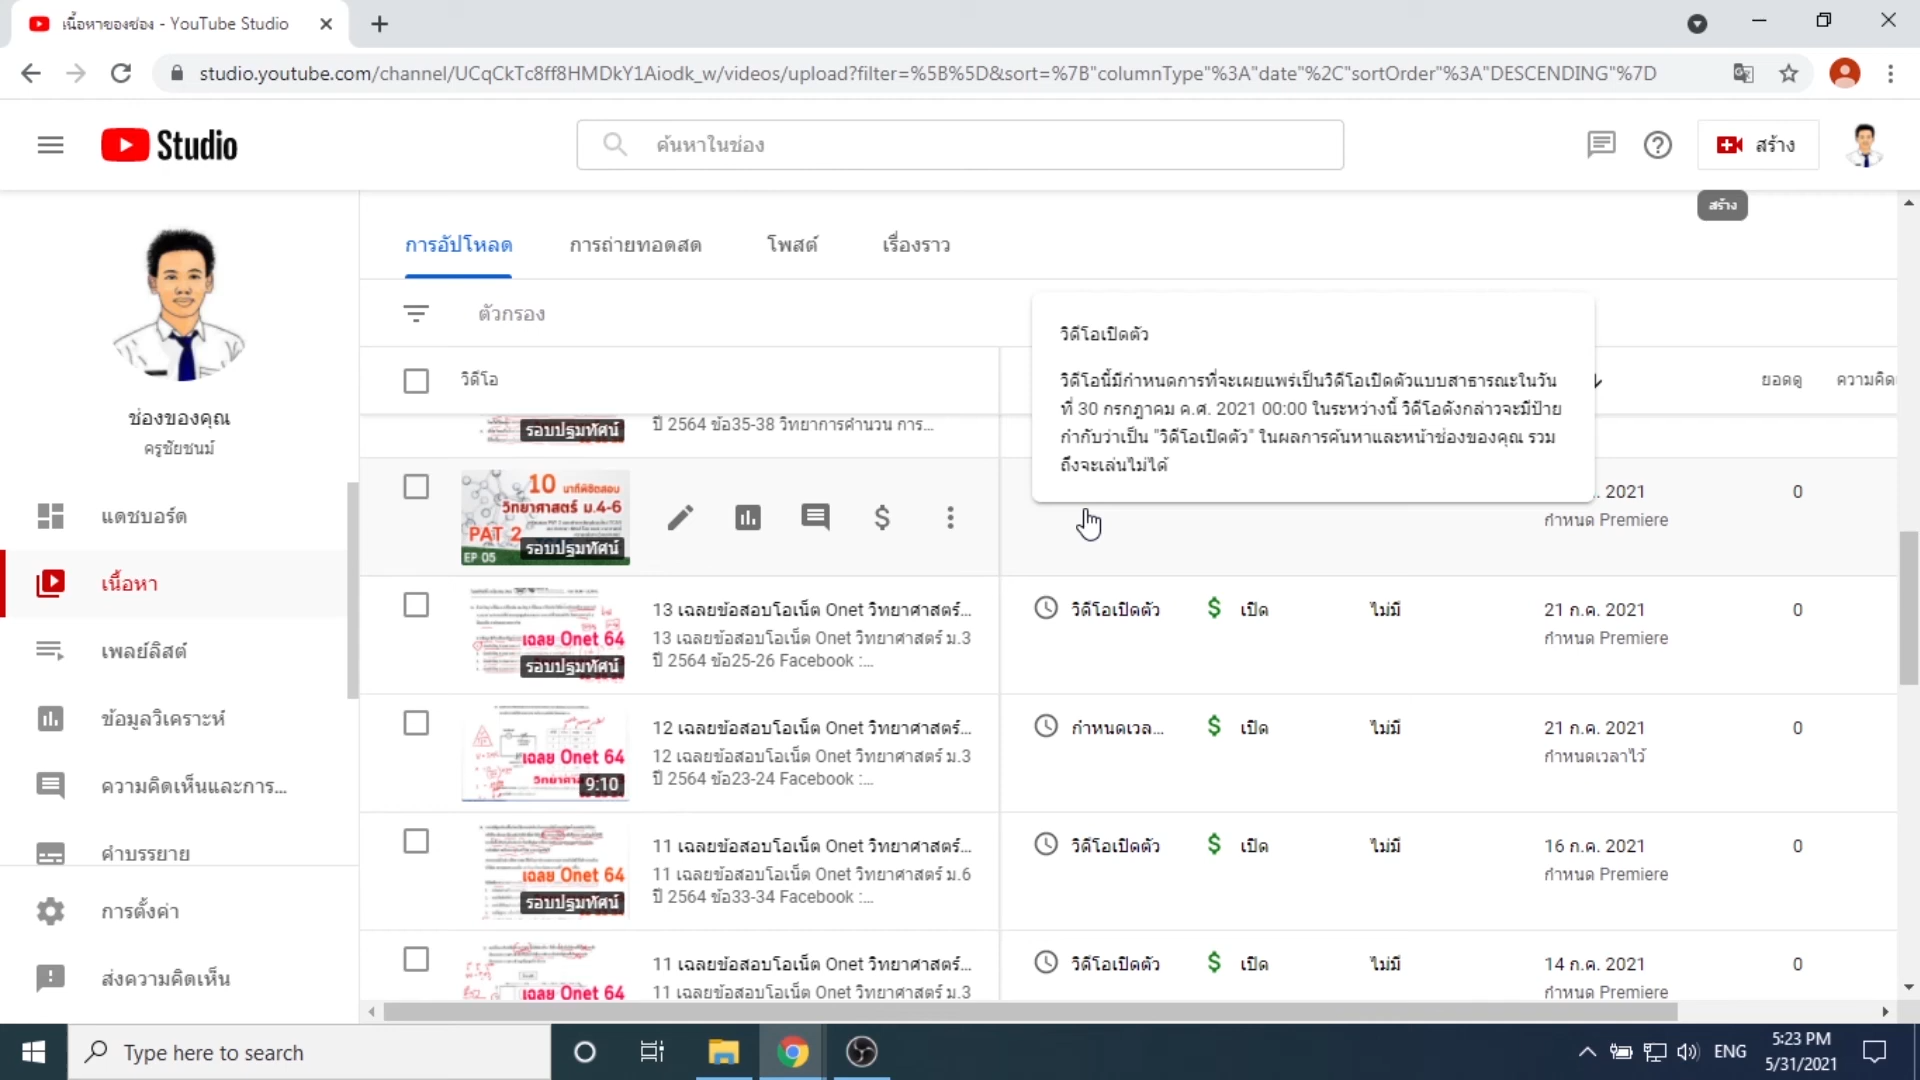 เนื้อหาของช่อง - YouTube Studio
studio.youtube.com/channel/UCqCkTc8ff8HMDkY1Aiodk_w/videos/upload?filter=%5B%5D&sort=%7B"columnType"%3A"date"%2C"sortOrder"%3A"DESCENDING"%7D
Studio
ค้นหาในช่อง
สร้าง
สร้าง
การอัปโหลด
การถ่ายทอดสด
โพสต์
เรื่องราว
ตัวกรอง
วิดีโอ
ยอดดู
ความคิด
วิดีโอเปิดตัว
วิดีโอนี้มีกำหนดการที่จะเผยแพร่เป็นวิดีโอเปิดตัวแบบสาธารณะในวัน
ที่ 30 กรกฎาคม ค.ศ. 2021 00:00 ในระหว่างนี้ วิดีโอดังกล่าวจะมีป้าย
กำกับว่าเป็น "วิดีโอเปิดตัว" ในผลการค้นหาและหน้าช่องของคุณ รวม
ถึงจะเล่นไม่ได้
ช่องของคุณ
ครูชัยชนม์
แดชบอร์ด
เนื้อหา
เพลย์ลิสต์
ข้อมูลวิเคราะห์
ความคิดเห็นและการ...
คำบรรยาย
การตั้งค่า
ส่งความคิดเห็น
รอบปฐมทัศน์
ปี 2564 ข้อ35-38 วิทยาการคำนวน การ...
10 นาทีพิชิตสอบ
วิทยาศาสตร์ ม.4-6
PAT 2
รอบปฐมทัศน์
EP 05
. 2021
กำหนด Premiere
0
เฉลย Onet 64
รอบปฐมทัศน์
13 เฉลยข้อสอบโอเน็ต Onet วิทยาศาสตร์...
13 เฉลยข้อสอบโอเน็ต Onet วิทยาศาสตร์ ม.3
ปี 2564 ข้อ25-26 Facebook :...
วิดีโอเปิดตัว
เปิด
ไม่มี
21 ก.ค. 2021
กำหนด Premiere
0
เฉลย Onet 64
9:10
12 เฉลยข้อสอบโอเน็ต Onet วิทยาศาสตร์...
12 เฉลยข้อสอบโอเน็ต Onet วิทยาศาสตร์ ม.3
ปี 2564 ข้อ23-24 Facebook :...
กำหนดเวลา...
เปิด
ไม่มี
21 ก.ค. 2021
กำหนดเวลาไว้
0
เฉลย Onet 64
รอบปฐมทัศน์
11 เฉลยข้อสอบโอเน็ต Onet วิทยาศาสตร์...
11 เฉลยข้อสอบโอเน็ต Onet วิทยาศาสตร์ ม.6
ปี 2564 ข้อ33-34 Facebook :...
วิดีโอเปิดตัว
เปิด
ไม่มี
16 ก.ค. 2021
กำหนด Premiere
0
เฉลย Onet 64
11 เฉลยข้อสอบโอเน็ต Onet วิทยาศาสตร์...
11 เฉลยข้อสอบโอเน็ต Onet วิทยาศาสตร์ ม.3
วิดีโอเปิดตัว
เปิด
ไม่มี
14 ก.ค. 2021
กำหนด Premiere
0
Type here to search
ENG
5:23 PM
5/31/2021